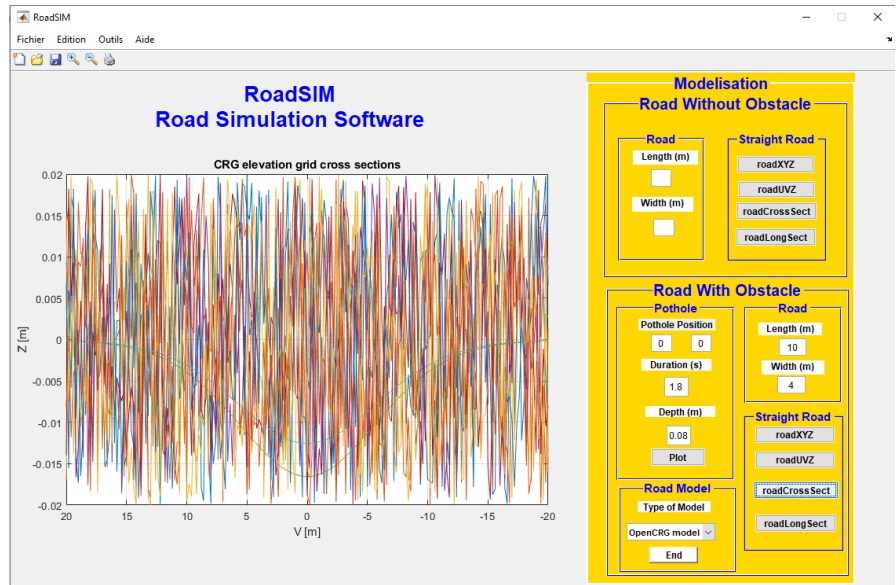 RoadSIM
Fichier Edition Outils Aide
RoadSIM
Road Simulation Software
CRG elevation grid cross sections
0.02
0.015
0.01
0.005
0
-0.005
-0.01
-0.015
-0.02
Z [m]
20 15 10 5 0 -5 -10 -15 -20
V [m]
Modelisation
Road Without Obstacle
Road
Length (m)
Width (m)
Straight Road
roadXYZ
roadUVZ
roadCrossSect
roadLongSect
Road With Obstacle
Pothole
Pothole Position
0 0
Duration (s)
1.8
Depth (m)
0.08
Plot
Road
Length (m)
10
Width (m)
4
Straight Road
roadXYZ
roadUVZ
roadCrossSect
roadLongSect
Road Model
Type of Model
OpenCRG model
End